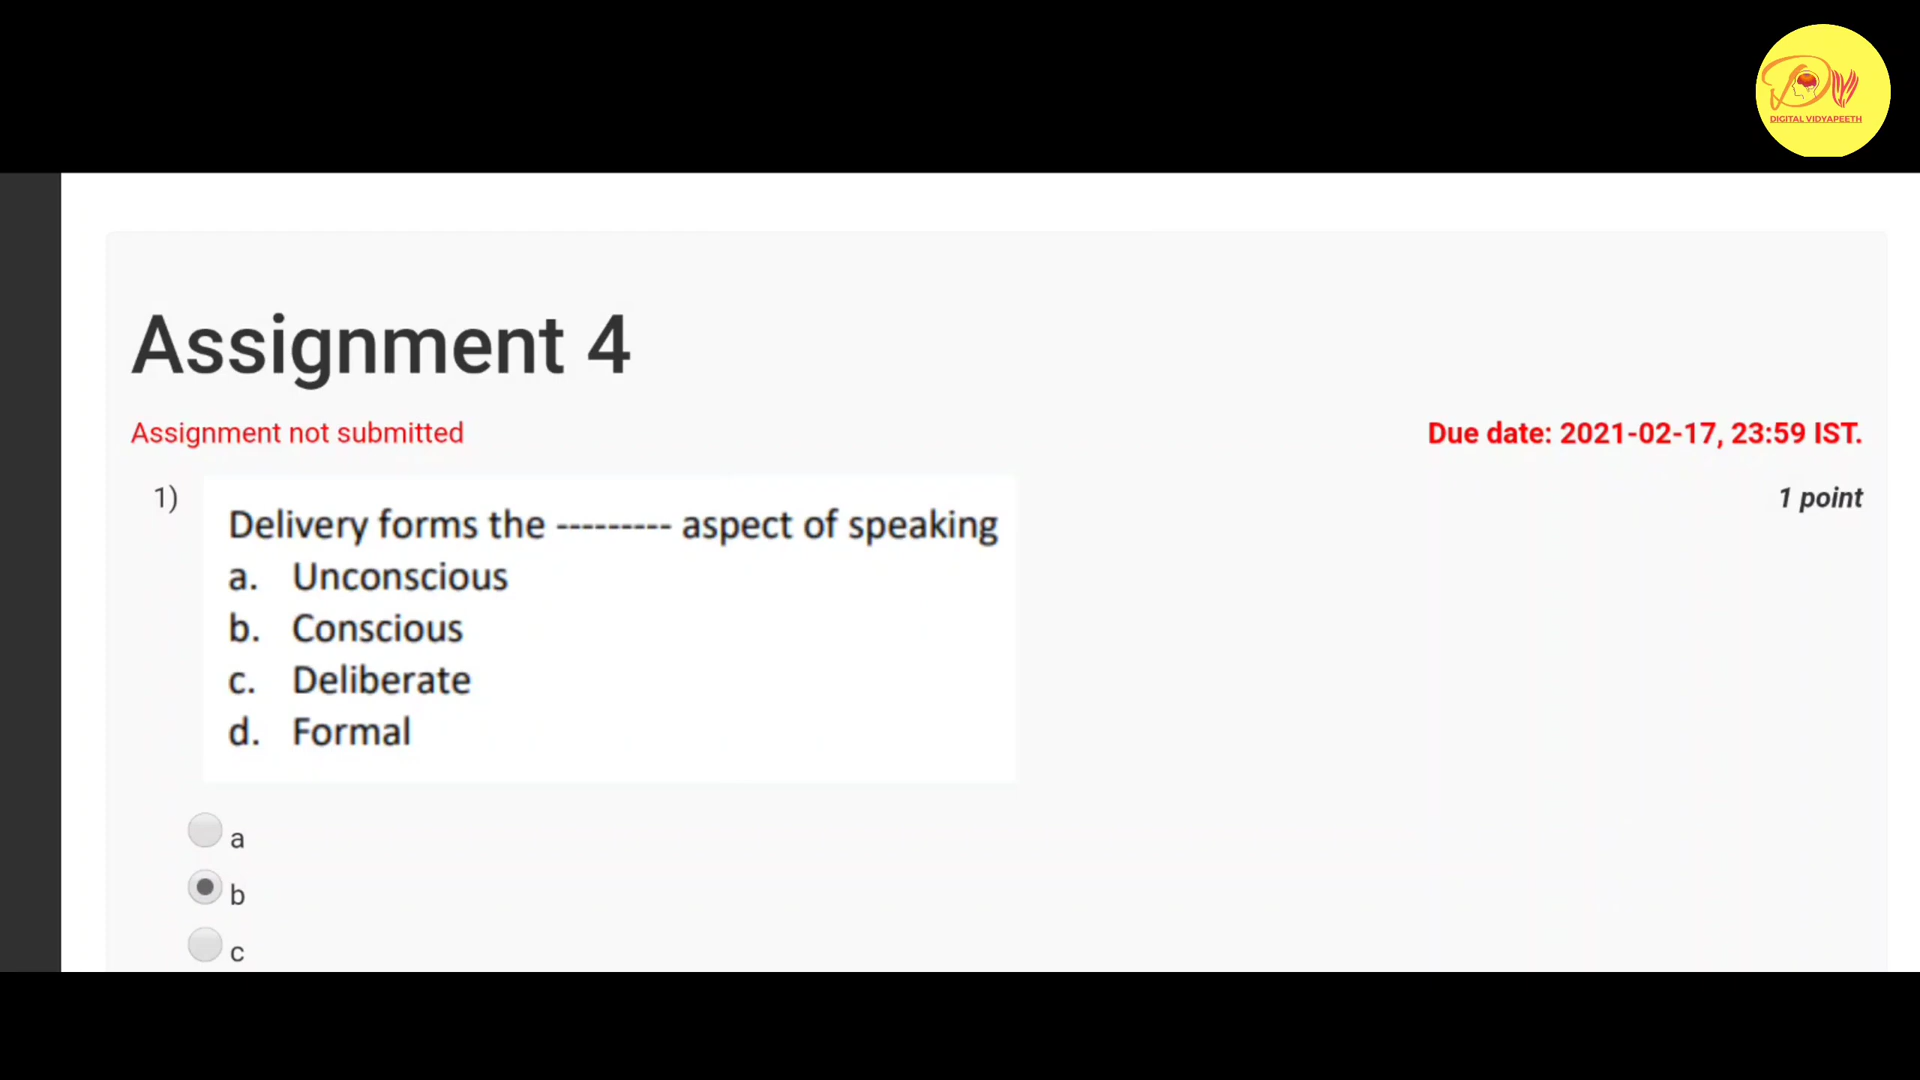 DV
DIGITAL VIDYAPEETH
Assignment 4
Assignment not submitted
Due date: 2021-02-17, 23:59 IST.
1)
1 point
Delivery forms the --------- aspect of speaking
a. Unconscious
b. Conscious
c. Deliberate
d. Formal
a
b
c